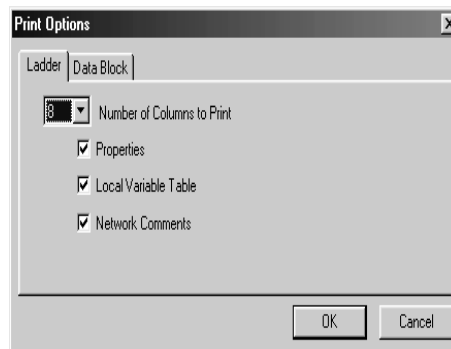 Print Options
Ladder Data Block
8 Number of Columns to Print
Properties
Local Variable Table
Network Comments
OK Cancel